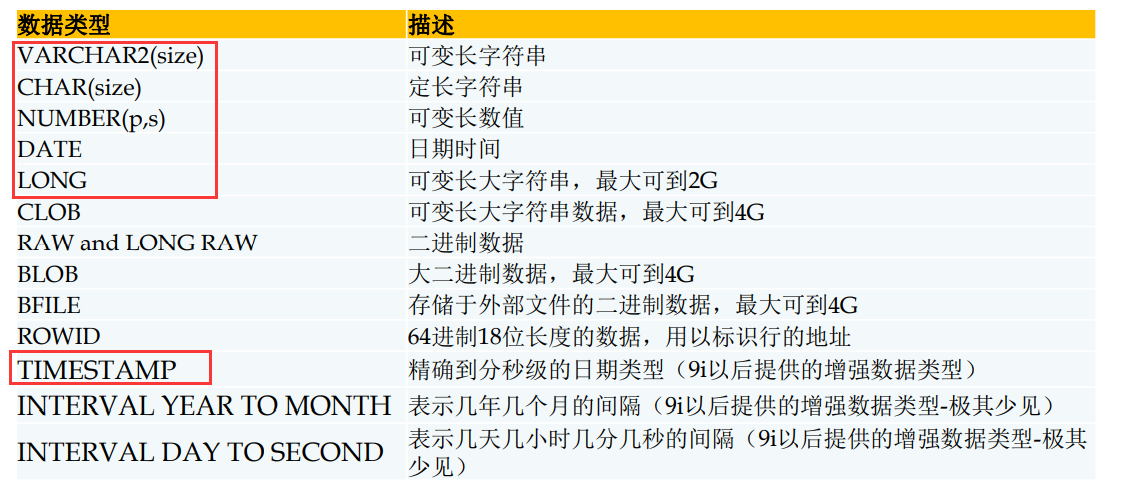 数据类型 描述
VARCHAR2(size) 可变长字符串
CHAR(size) 定长字符串
NUMBER(p,s) 可变长数值
DATE 日期时间
LONG 可变长大字符串，最大可到2G
CLOB 可变长大字符串数据，最大可到4G
RAW and LONG RAW 二进制数据
BLOB 大二进制数据，最大可到4G
BFILE 存储于外部文件的二进制数据，最大可到4G
ROWID 64进制18位长度的数据，用以标识行的地址
TIMESTAMP 精确到分秒级的日期类型（9i以后提供的增强数据类型）
INTERVAL YEAR TO MONTH 表示几年几个月的间隔（9i以后提供的增强数据类型-极其少见）
INTERVAL DAY TO SECOND 表示几天几小时几分几秒的间隔（9i以后提供的增强数据类型-极其
少见）